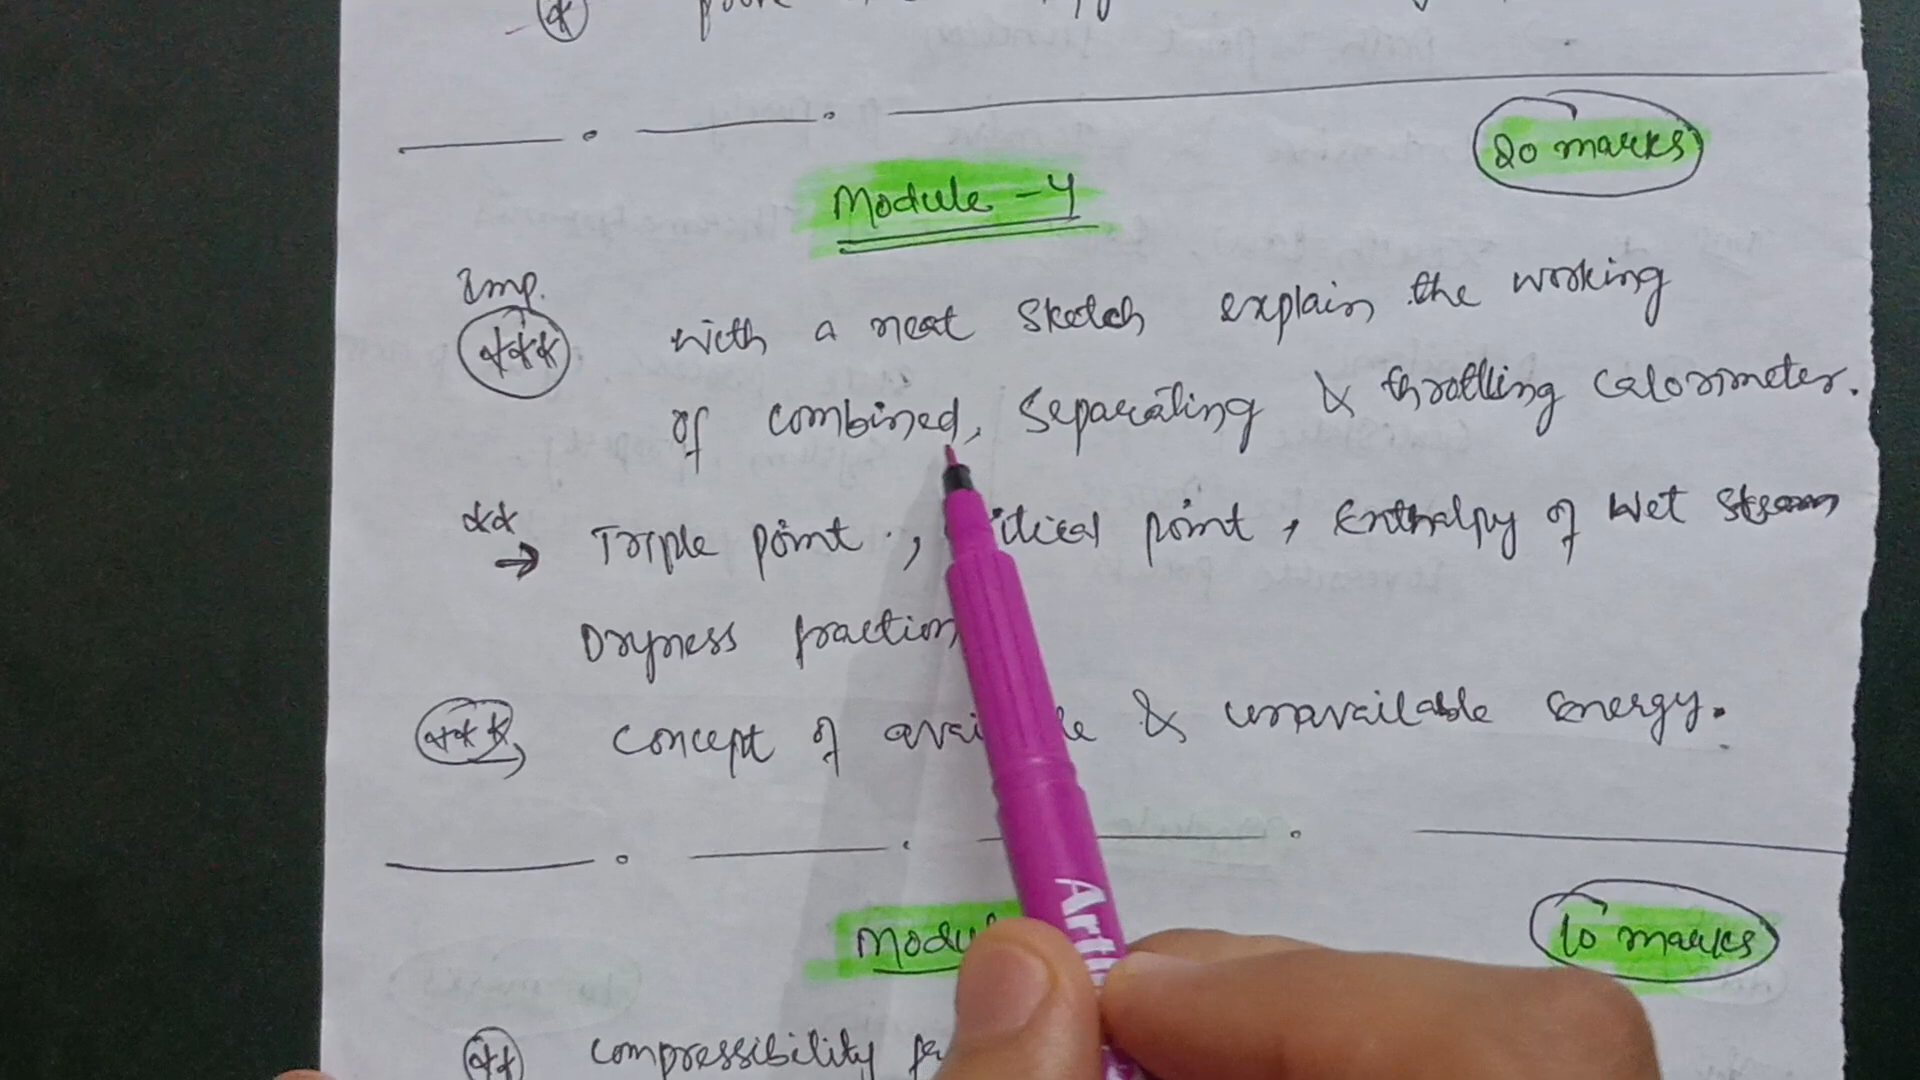 20 marks
Module - 4
Imp.
*** With a neat sketch explain the working
of combined, separating & throttling calorimeter.
** → Triple point, point, Enthalpy of Wet steam
Dryness fraction
*** concept of & unavailable energy.
10 marks
** compressibility